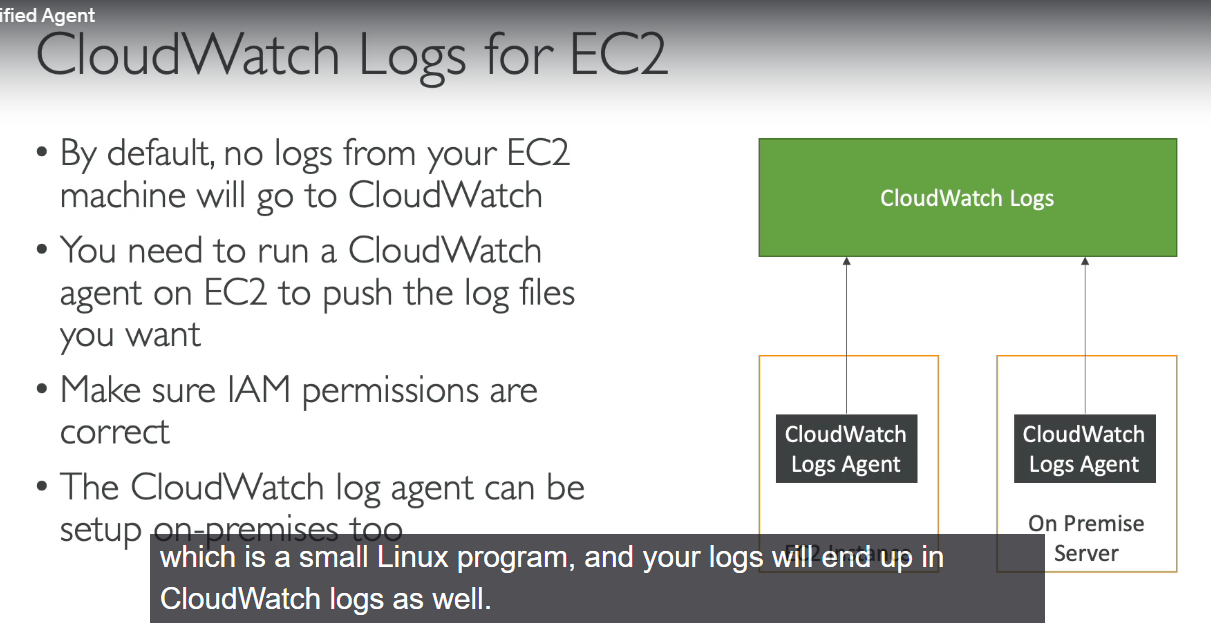 ified Agent
CloudWatch Logs for EC2
• By default, no logs from your EC2
machine will go to CloudWatch
• You need to run a CloudWatch
agent on EC2 to push the log files
you want
• Make sure IAM permissions are
correct
• The CloudWatch log agent can be
setup on-premises too
CloudWatch Logs
CloudWatch
Logs Agent
EC2 Instance
CloudWatch
Logs Agent
On Premise
Server
which is a small Linux program, and your logs will end up in
CloudWatch logs as well.